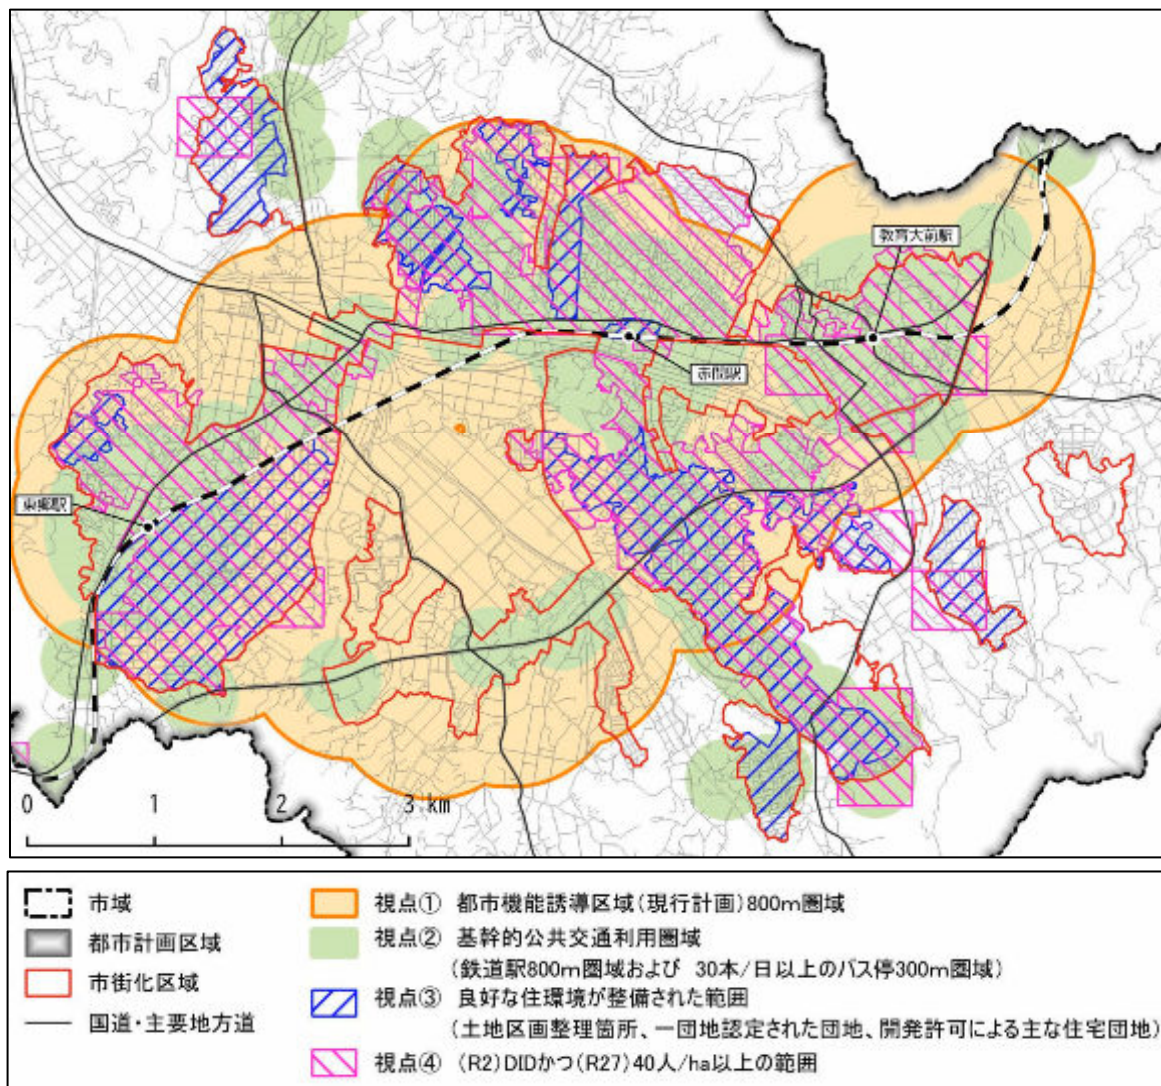 教育大前駅
赤間駅
東郷駅
0 1 2 3 km
市域
都市計画区域
市街化区域
国道・主要地方道
視点① 都市機能誘導区域(現行計画)800m圏域
視点② 基幹的公共交通利用圏域
(鉄道駅800m圏域および 30本/日以上のバス停300m圏域)
視点③ 良好な住環境が整備された範囲
(土地区画整理箇所、一団地認定された団地、開発許可による主な住宅団地)
視点④ (R2)DIDかつ(R27)40人/ha以上の範囲